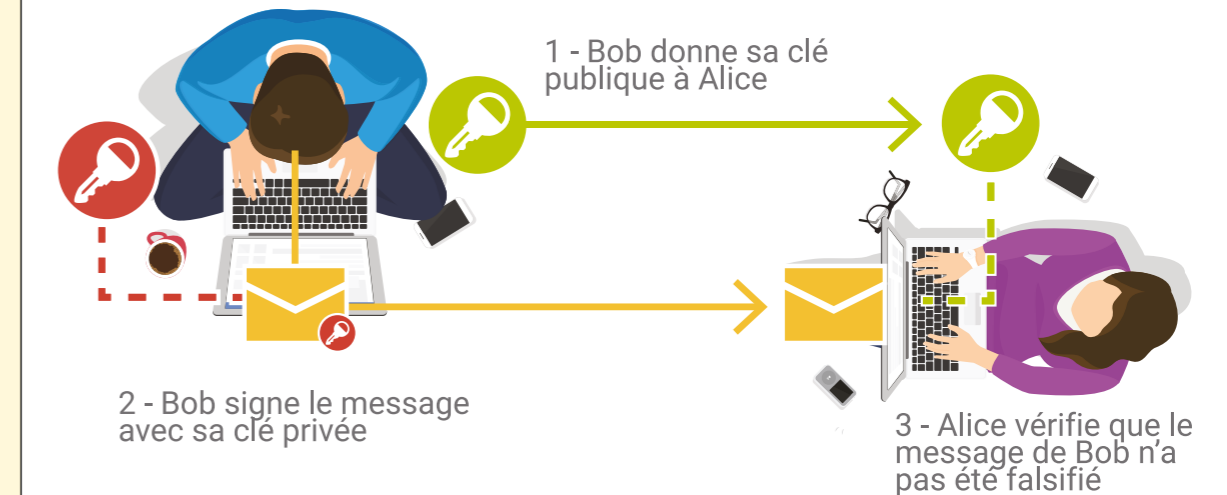 1 - Bob donne sa clé
publique à Alice
2 - Bob signe le message
avec sa clé privée
3 - Alice vérifie que le
message de Bob n’a
pas été falsifié